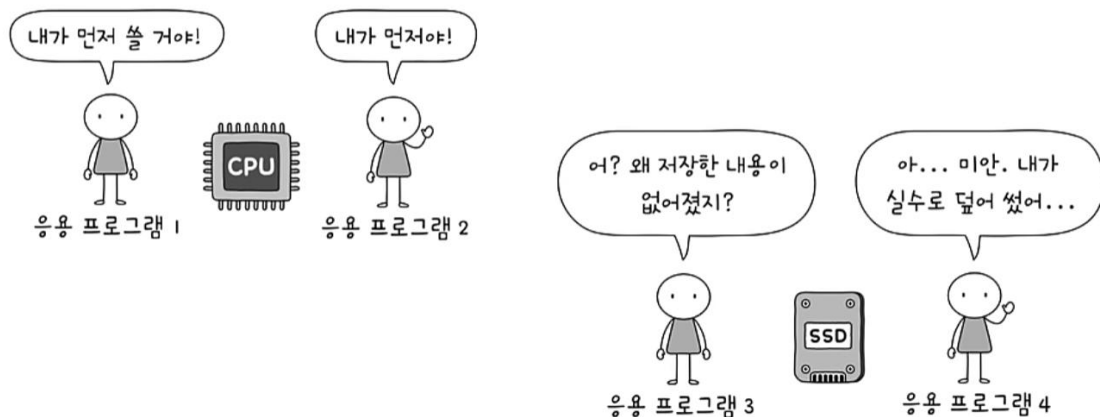 내가 먼저 쓸 거야!
내가 먼저야!
CPU
응용 프로그램 1
응용 프로그램 2
어? 왜 저장한 내용이
없어졌지?
아... 미안. 내가
실수로 덮어 썼어...
SSD
응용 프로그램 3
응용 프로그램 4